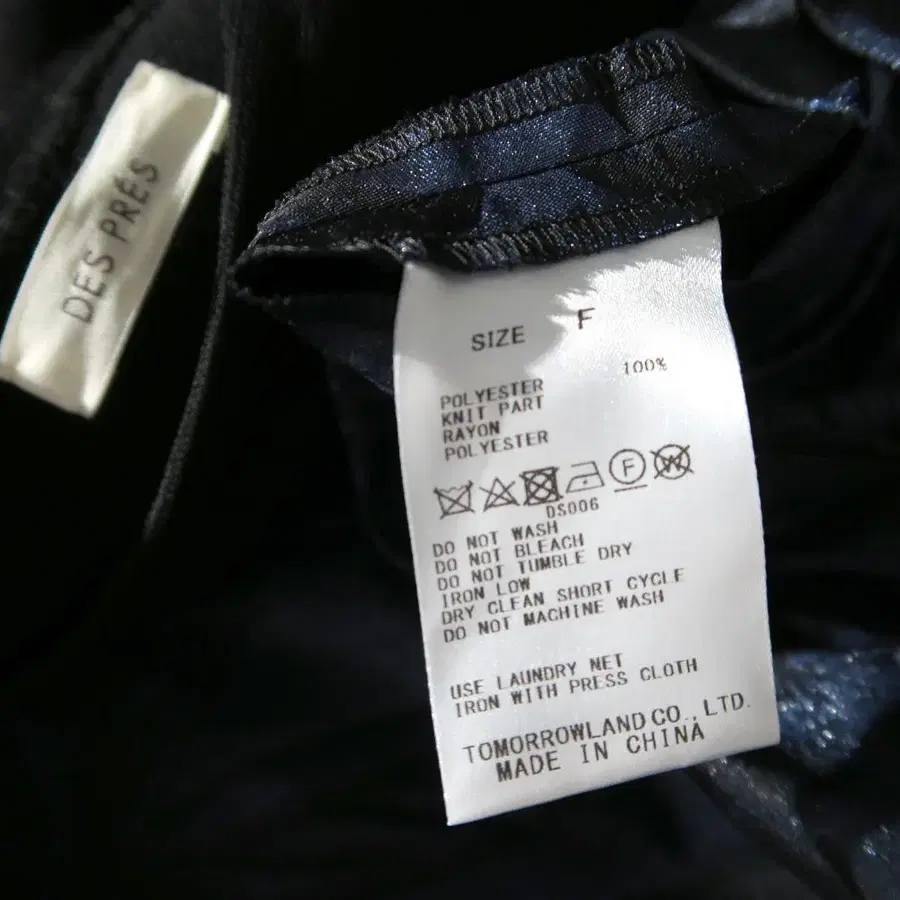 DES PRÉS
SIZE F
100%
POLYESTER
KNIT PART
RAYON
POLYESTER
F W
DS006
DO NOT WASH
DO NOT BLEACH
DO NOT TUMBLE DRY
IRON LOW
DRY CLEAN SHORT CYCLE
DO NOT MACHINE WASH
USE LAUNDRY NET
IRON WITH PRESS CLOTH
TOMORROWLAND CO., LTD.
MADE IN CHINA